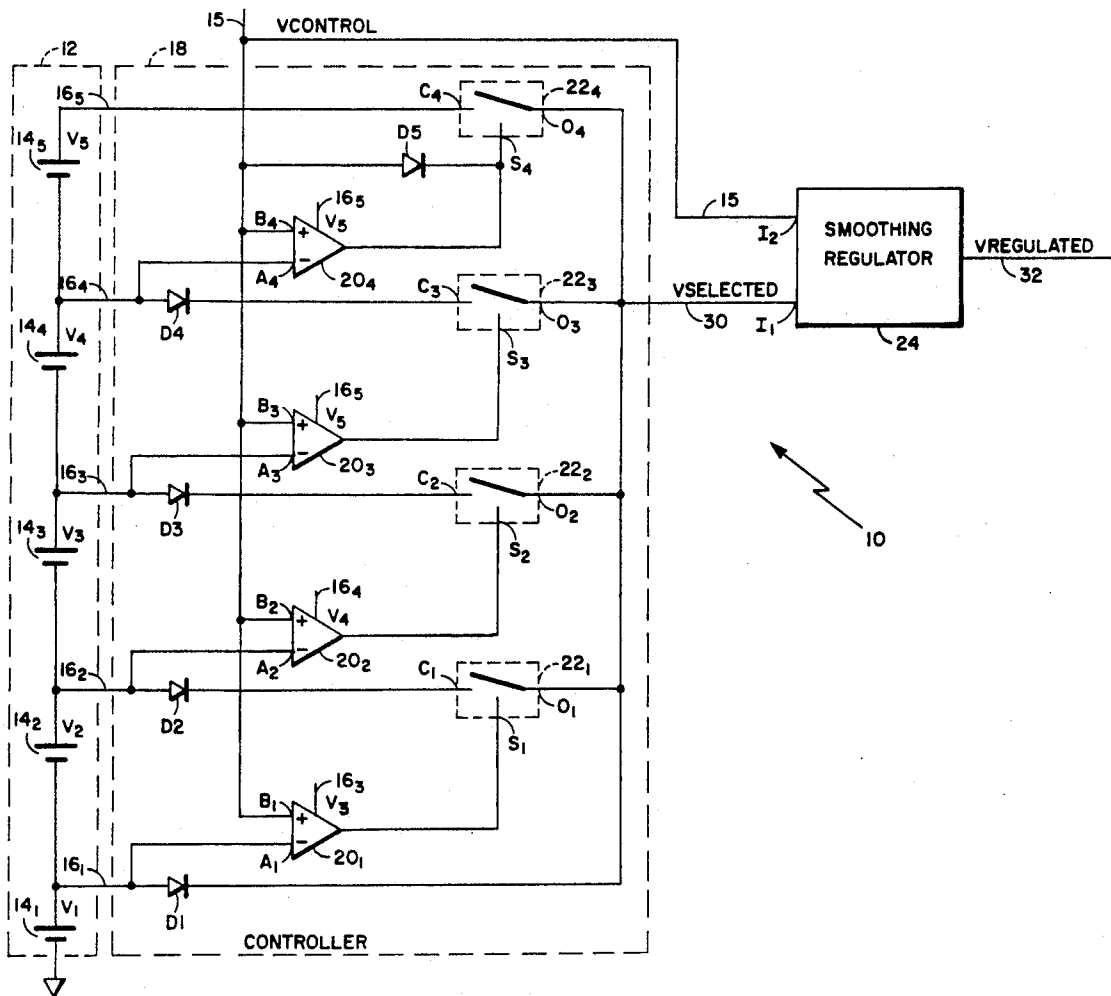 15
VCONTROL
12
18
16₅
C₄
22₄
O₄
14₅
V₅
D5
S₄
16₅
V₅
B₄
+
−
A₄
20₄
15
I₂
SMOOTHING
REGULATOR
VREGULATED
32
16₄
D4
C₃
22₃
O₃
VSELECTED
30
I₁
24
14₄
V₄
S₃
16₅
V₅
B₃
+
−
A₃
20₃
16₃
D3
C₂
22₂
O₂
10
14₃
V₃
S₂
16₄
V₄
B₂
+
−
A₂
20₂
16₂
D2
C₁
22₁
O₁
14₂
V₂
S₁
16₃
V₃
B₁
+
−
A₁
20₁
16₁
D1
14₁
V₁
CONTROLLER